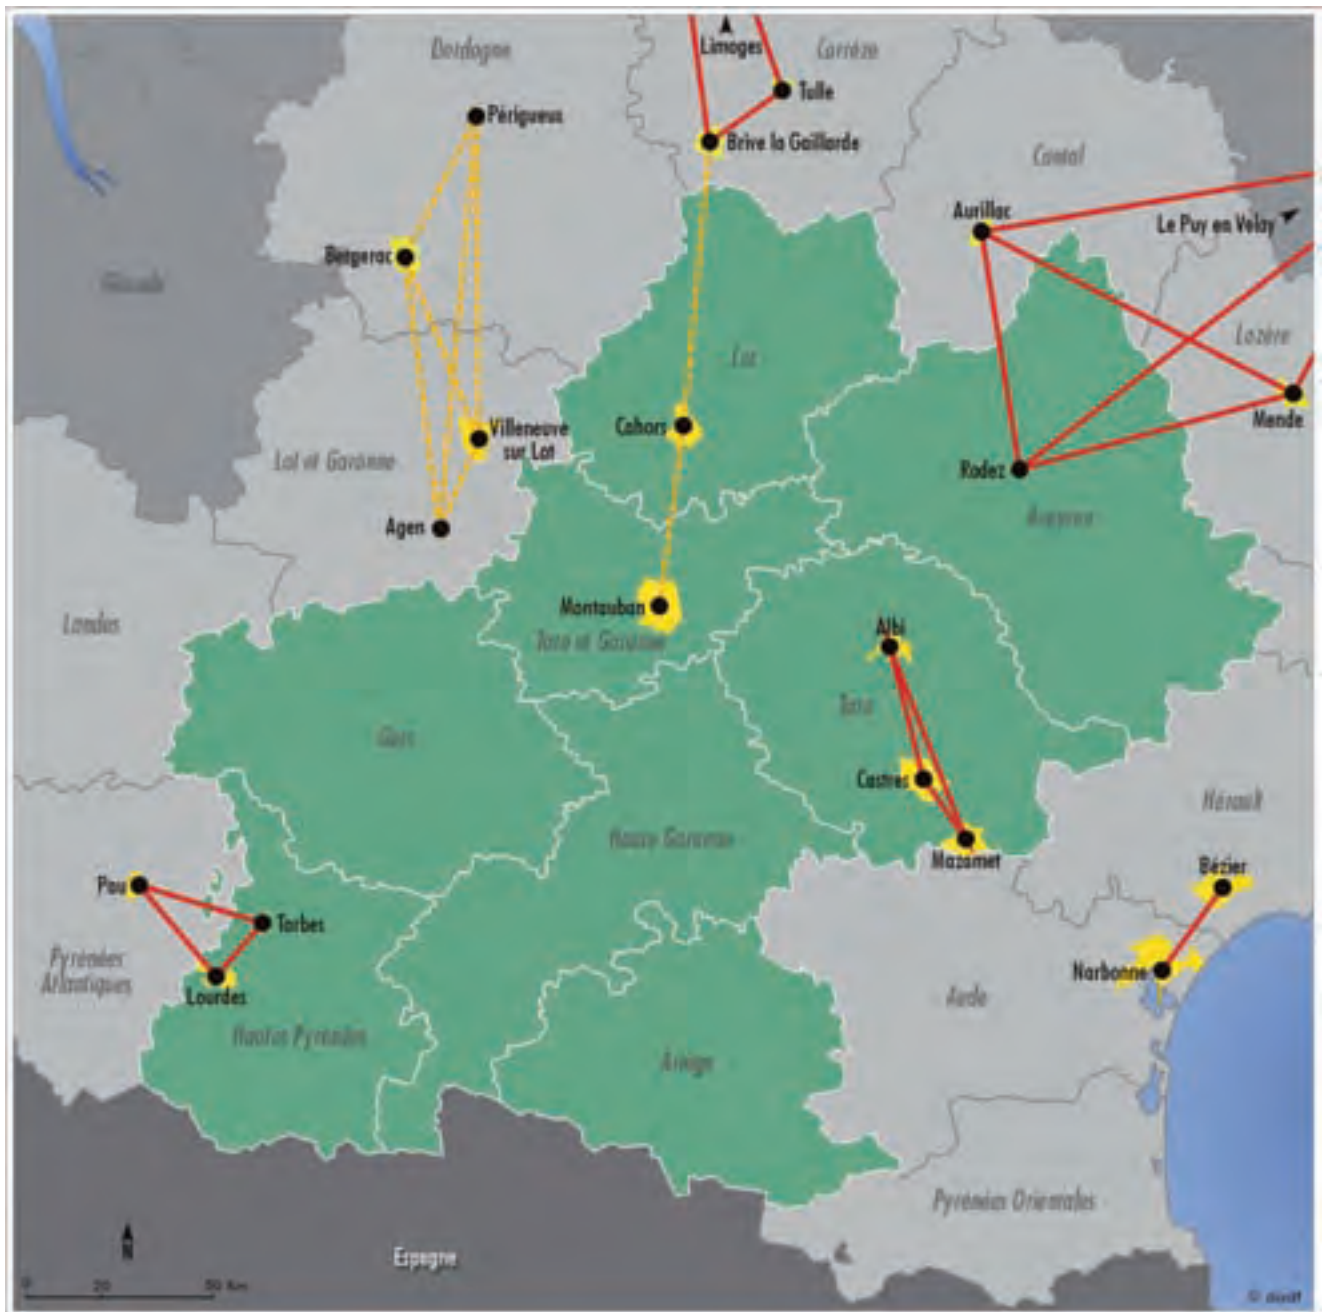 Dordogne
Limoges
Corrèze
Tulle
Périgueux
Brive la Gaillarde
Cantal
Aurillac
Le Puy en Velay
Bergerac
Gironde
Lozère
Lot
Mende
Cahors
Villeneuve
sur Lot
Lot et Garonne
Rodez
Aveyron
Agen
Montauban
Landes
Albi
Tarn et Garonne
Tarn
Gers
Castres
Hérault
Haute Garonne
Mazamet
Bézier
Pau
Tarbes
Pyrénées
Atlantiques
Narbonne
Lourdes
Aude
Hautes Pyrénées
Ariège
Pyrénées Orientales
N
Espagne
0 20 50 Km